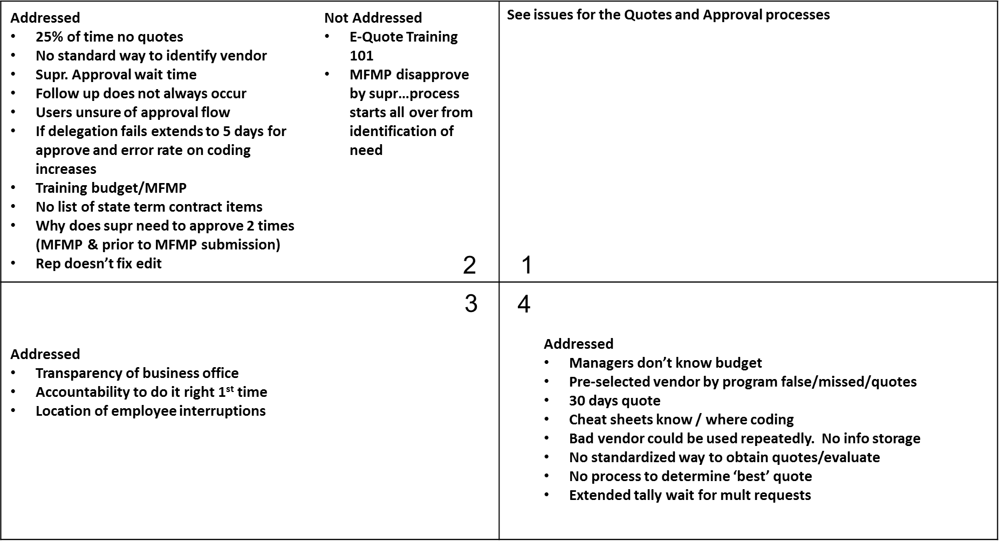 Addressed
• 25% of time no quotes
• No standard way to identify vendor
• Supr. Approval wait time
• Follow up does not always occur
• Users unsure of approval flow
• If delegation fails extends to 5 days for
approve and error rate on coding
increases
• Training budget/MFMP
• No list of state term contract items
• Why does supr need to approve 2 times
(MFMP & prior to MFMP submission)
• Rep doesn’t fix edit
Not Addressed
• E-Quote Training
101
• MFMP disapprove
by supr…process
starts all over from
identification of
need
2
See issues for the Quotes and Approval processes
1
3
Addressed
• Transparency of business office
• Accountability to do it right 1st time
• Location of employee interruptions
4
Addressed
• Managers don’t know budget
• Pre-selected vendor by program false/missed/quotes
• 30 days quote
• Cheat sheets know / where coding
• Bad vendor could be used repeatedly.  No info storage
• No standardized way to obtain quotes/evaluate
• No process to determine ‘best’ quote
• Extended tally wait for mult requests